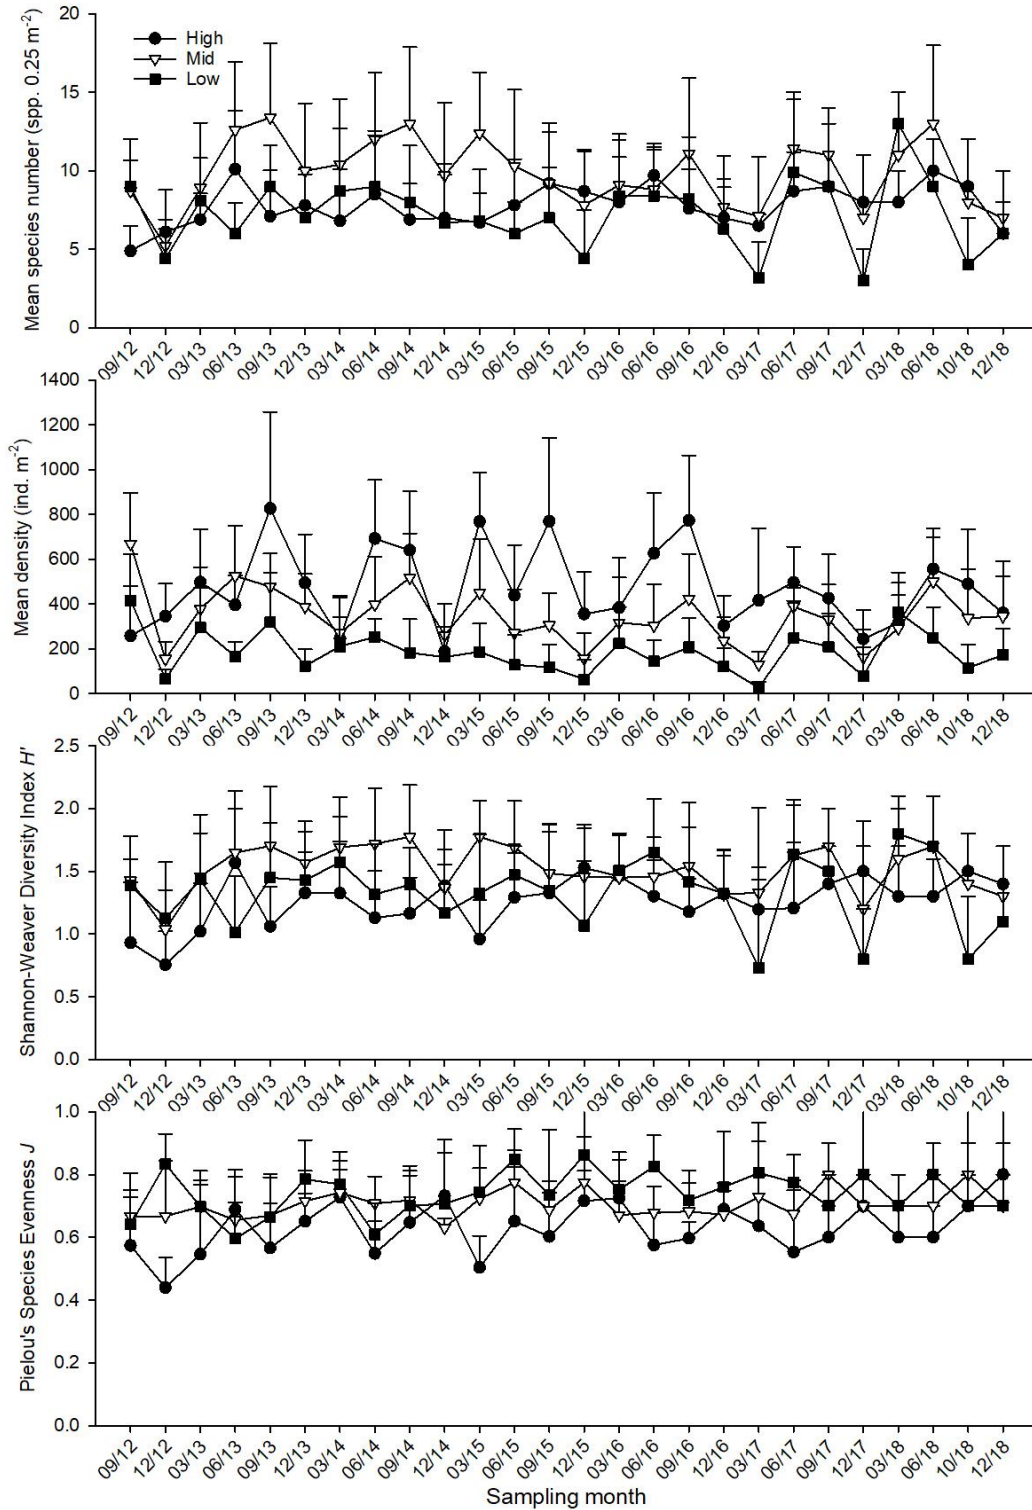 Mean species number (spp. 0.25 m⁻²)
20
15
10
5
0
High
Mid
Low
09/12 12/12 03/13 06/13 09/13 12/13 03/14 06/14 09/14 12/14 03/15 06/15 09/15 12/15 03/16 06/16 09/16 12/16 03/17 06/17 09/17 12/17 03/18 06/18 10/18 12/18
Mean density (ind. m⁻²)
1400
1200
1000
800
600
400
200
0
09/12 12/12 03/13 06/13 09/13 12/13 03/14 06/14 09/14 12/14 03/15 06/15 09/15 12/15 03/16 06/16 09/16 12/16 03/17 06/17 09/17 12/17 03/18 06/18 10/18 12/18
Shannon-Weaver Diversity Index H'
2.5
2.0
1.5
1.0
0.5
0.0
09/12 12/12 03/13 06/13 09/13 12/13 03/14 06/14 09/14 12/14 03/15 06/15 09/15 12/15 03/16 06/16 09/16 12/16 03/17 06/17 09/17 12/17 03/18 06/18 10/18 12/18
Pielou's Species Evenness J
1.0
0.8
0.6
0.4
0.2
0.0
09/12 12/12 03/13 06/13 09/13 12/13 03/14 06/14 09/14 12/14 03/15 06/15 09/15 12/15 03/16 06/16 09/16 12/16 03/17 06/17 09/17 12/17 03/18 06/18 10/18 12/18
Sampling month